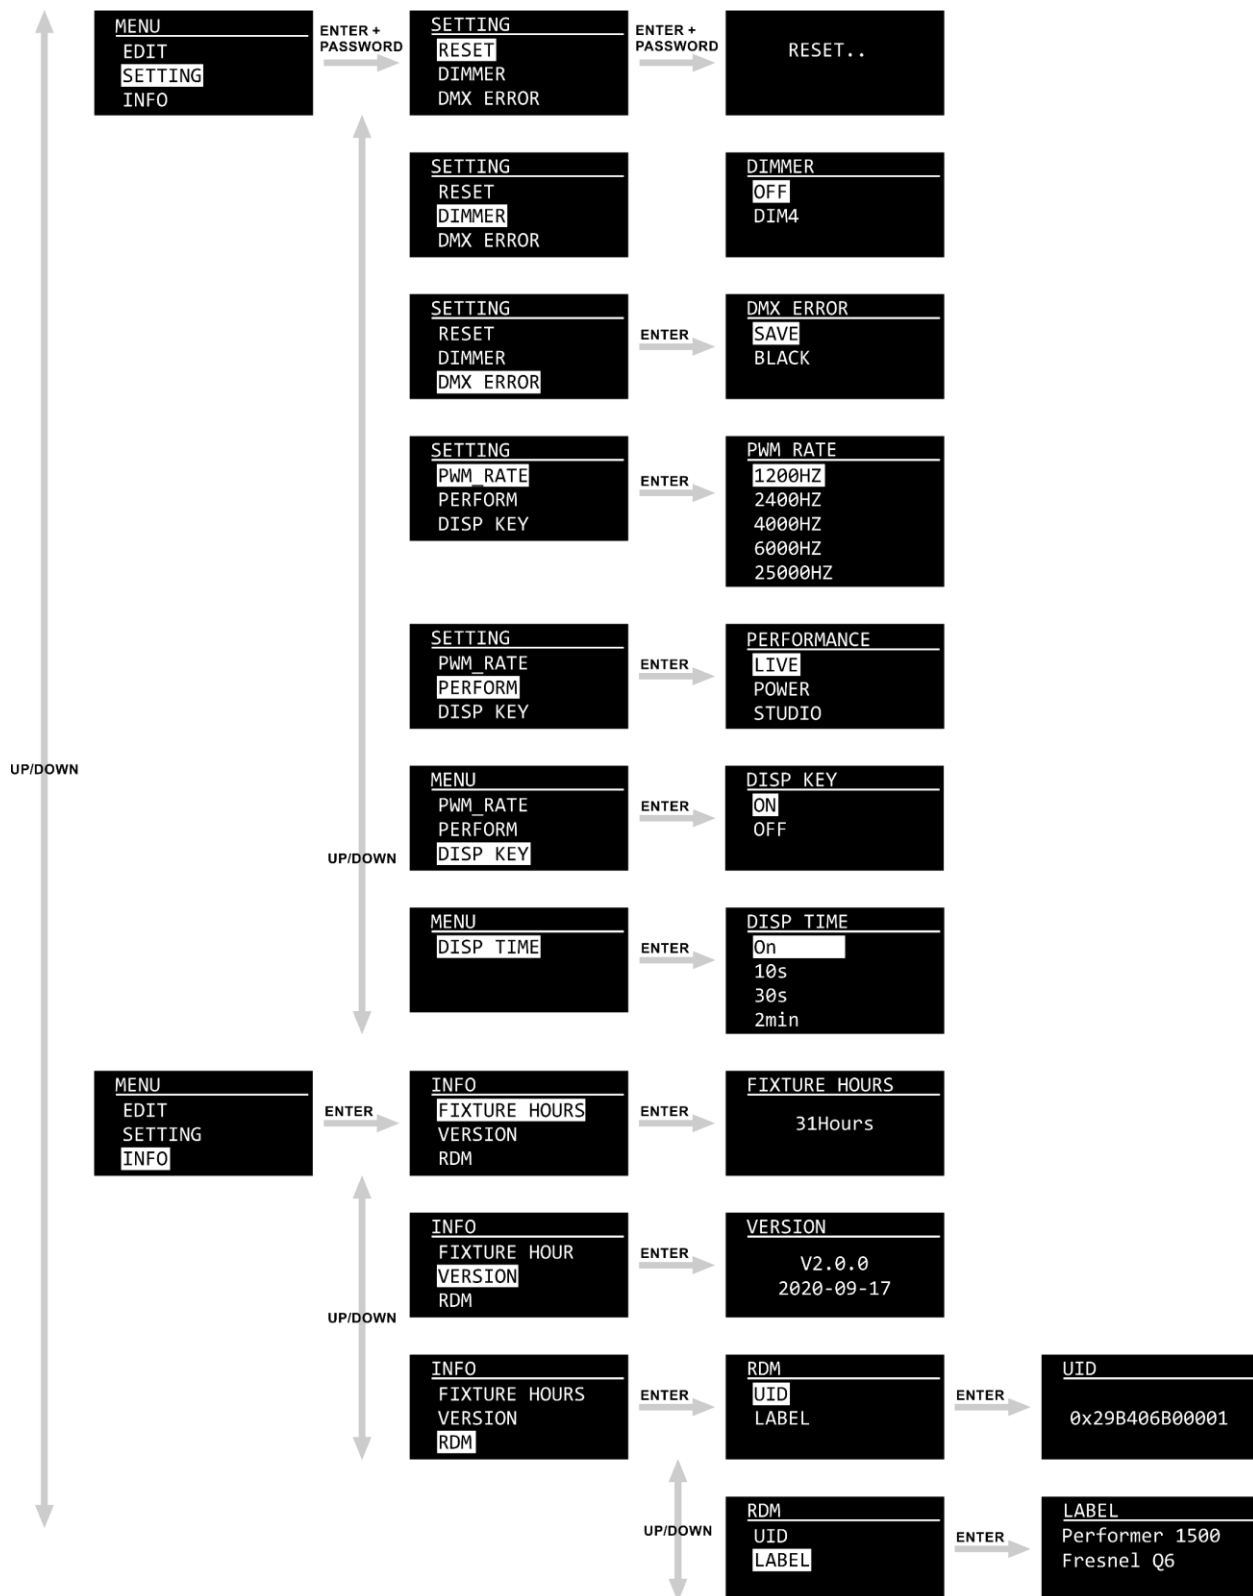 MENU
EDIT
SETTING
INFO
ENTER +
PASSWORD
SETTING
RESET
DIMMER
DMX ERROR
ENTER +
PASSWORD
RESET..
SETTING
RESET
DIMMER
DMX ERROR
DIMMER
OFF
DIM4
SETTING
RESET
DIMMER
DMX ERROR
ENTER
DMX ERROR
SAVE
BLACK
SETTING
PWM_RATE
PERFORM
DISP KEY
ENTER
PWM RATE
1200HZ
2400HZ
4000HZ
6000HZ
25000HZ
SETTING
PWM_RATE
PERFORM
DISP KEY
ENTER
PERFORMANCE
LIVE
POWER
STUDIO
UP/DOWN
MENU
PWM_RATE
PERFORM
DISP KEY
ENTER
DISP KEY
ON
OFF
UP/DOWN
MENU
DISP TIME
ENTER
DISP TIME
On
10s
30s
2min
MENU
EDIT
SETTING
INFO
ENTER
INFO
FIXTURE HOURS
VERSION
RDM
ENTER
FIXTURE HOURS
31Hours
INFO
FIXTURE HOUR
VERSION
RDM
ENTER
VERSION
V2.0.0
2020-09-17
UP/DOWN
INFO
FIXTURE HOURS
VERSION
RDM
ENTER
RDM
UID
LABEL
ENTER
UID
0x29B406B00001
UP/DOWN
RDM
UID
LABEL
ENTER
LABEL
Performer 1500
Fresnel Q6